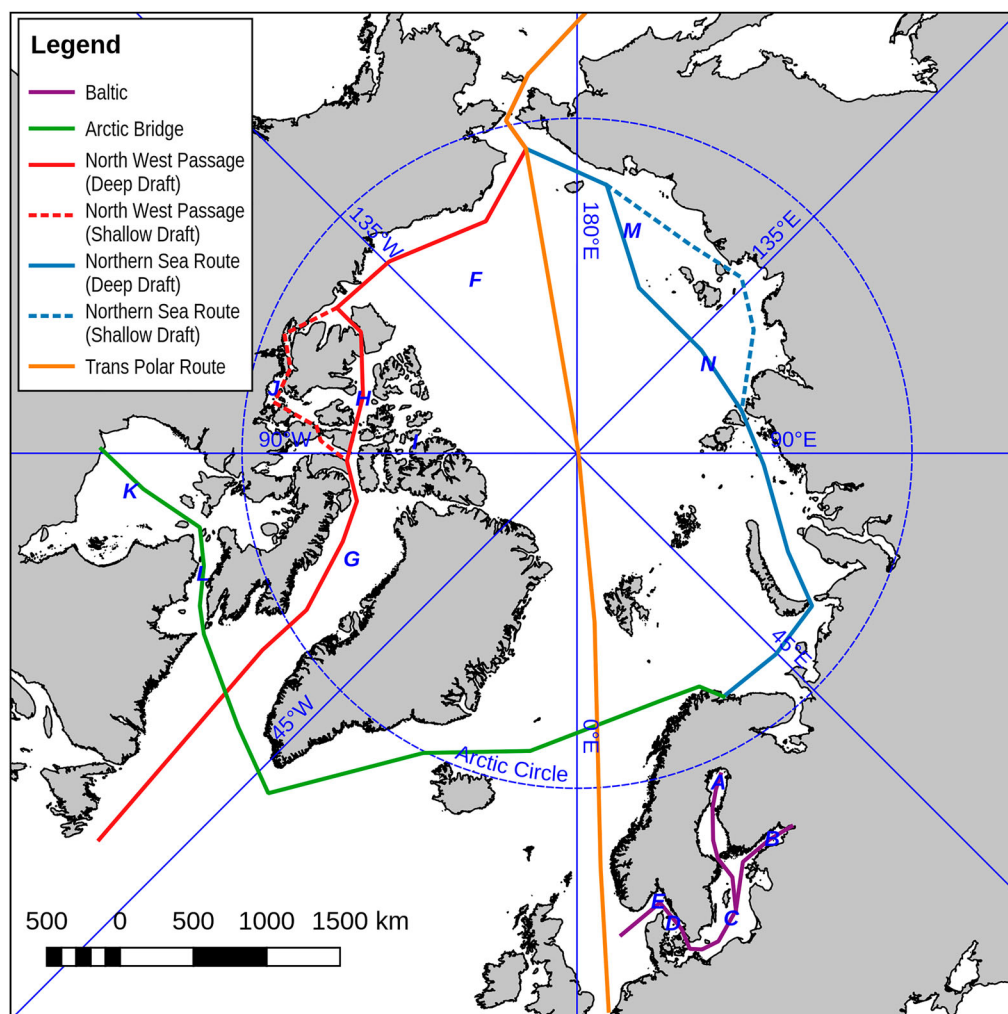 Legend
Baltic
Arctic Bridge
North West Passage
(Deep Draft)
North West Passage
(Shallow Draft)
Northern Sea Route
(Deep Draft)
Northern Sea Route
(Shallow Draft)
Trans Polar Route
180°E
135°W
135°E
M
F
N
J
H
90°W
I
90°E
K
G
L
45°E
45°W
0°E
Arctic Circle
A
B
E
C
D
500 0 500 1000 1500 km